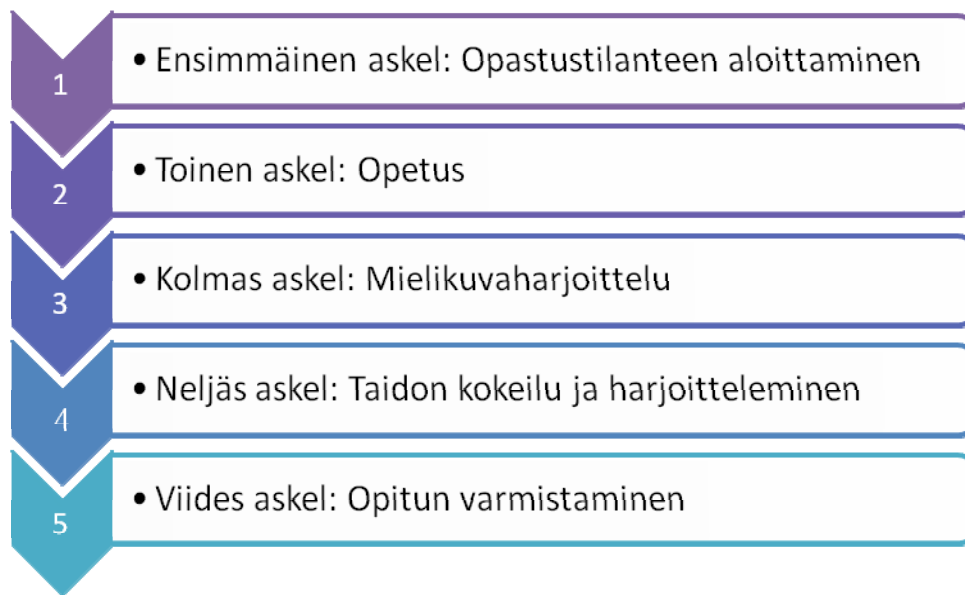 1
• Ensimmäinen askel: Opastustilanteen aloittaminen
2
• Toinen askel: Opetus
3
• Kolmas askel: Mielikuvaharjoittelu
4
• Neljäs askel: Taidon kokeilu ja harjoitteleminen
5
• Viides askel: Opitun varmistaminen